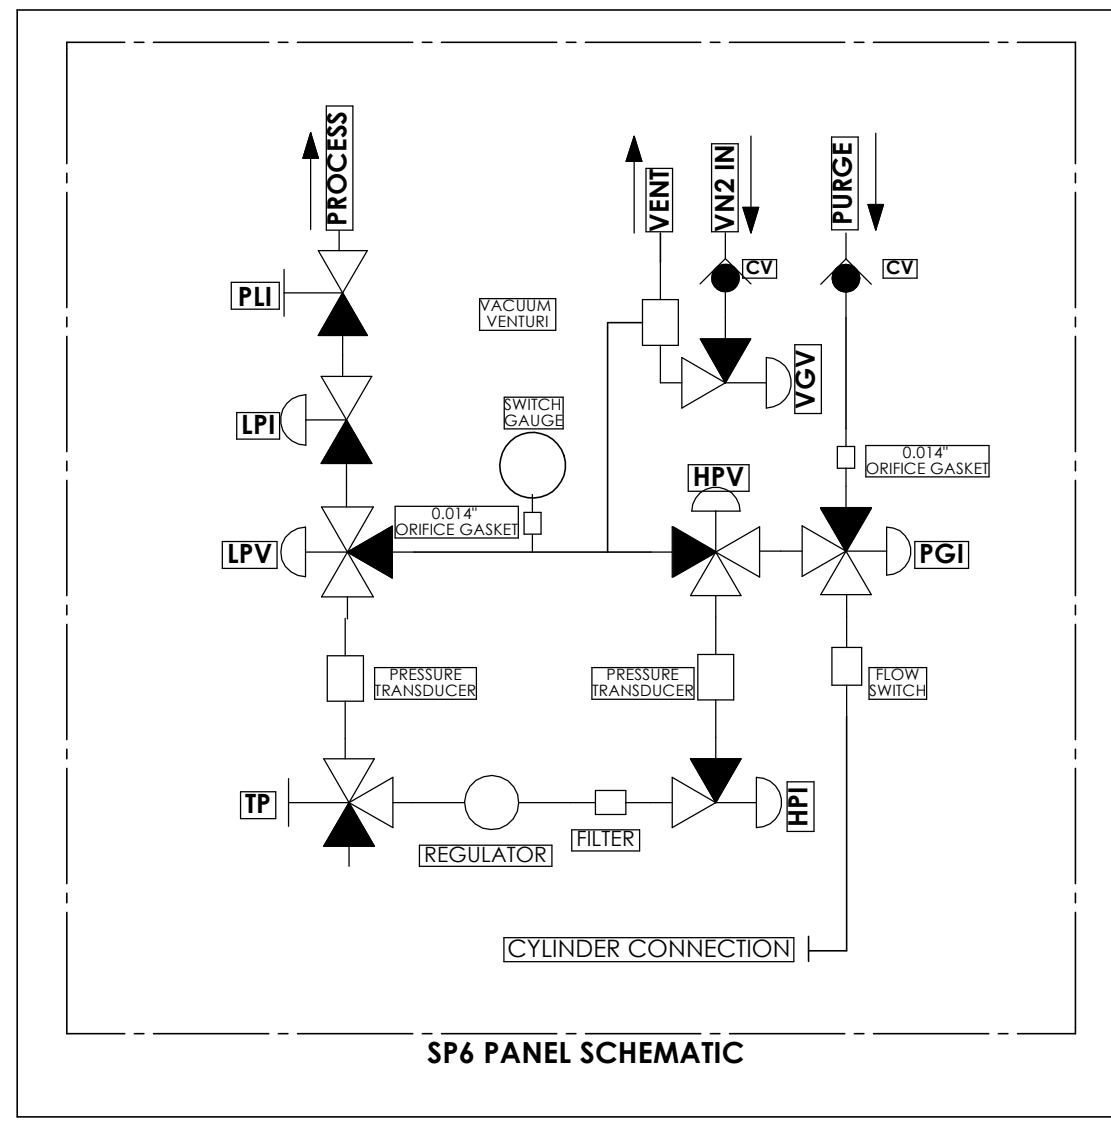 PROCESS
VENT
VN2 IN
PURGE
CV
CV
PLI
VACUUM
VENTURI
VGV
SWITCH
GAUGE
LPI
0.014"
ORIFICE GASKET
HPV
0.014"
ORIFICE GASKET
LPV
PGI
PRESSURE
TRANSDUCER
PRESSURE
TRANSDUCER
FLOW
SWITCH
TP
HPI
REGULATOR
FILTER
CYLINDER CONNECTION
SP6 PANEL SCHEMATIC